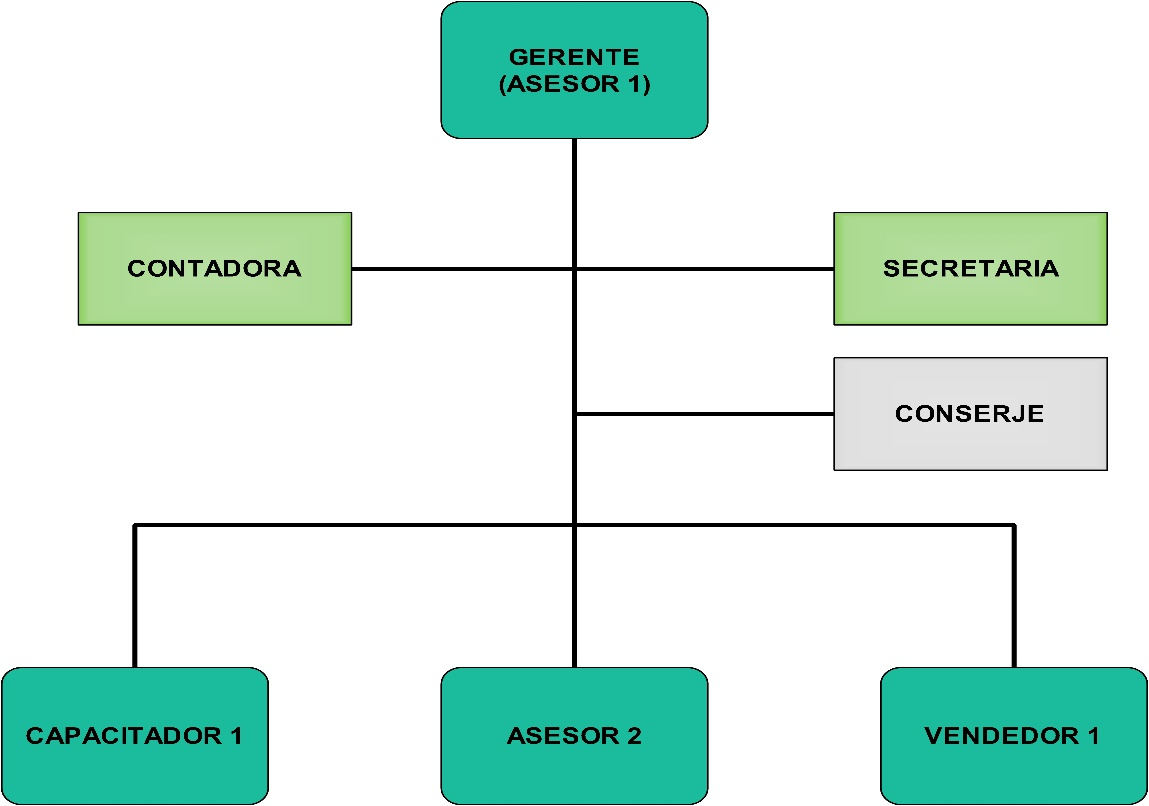 GERENTE
(ASESOR 1)
CONTADORA
SECRETARIA
CONSERJE
CAPACITADOR 1
ASESOR 2
VENDEDOR 1